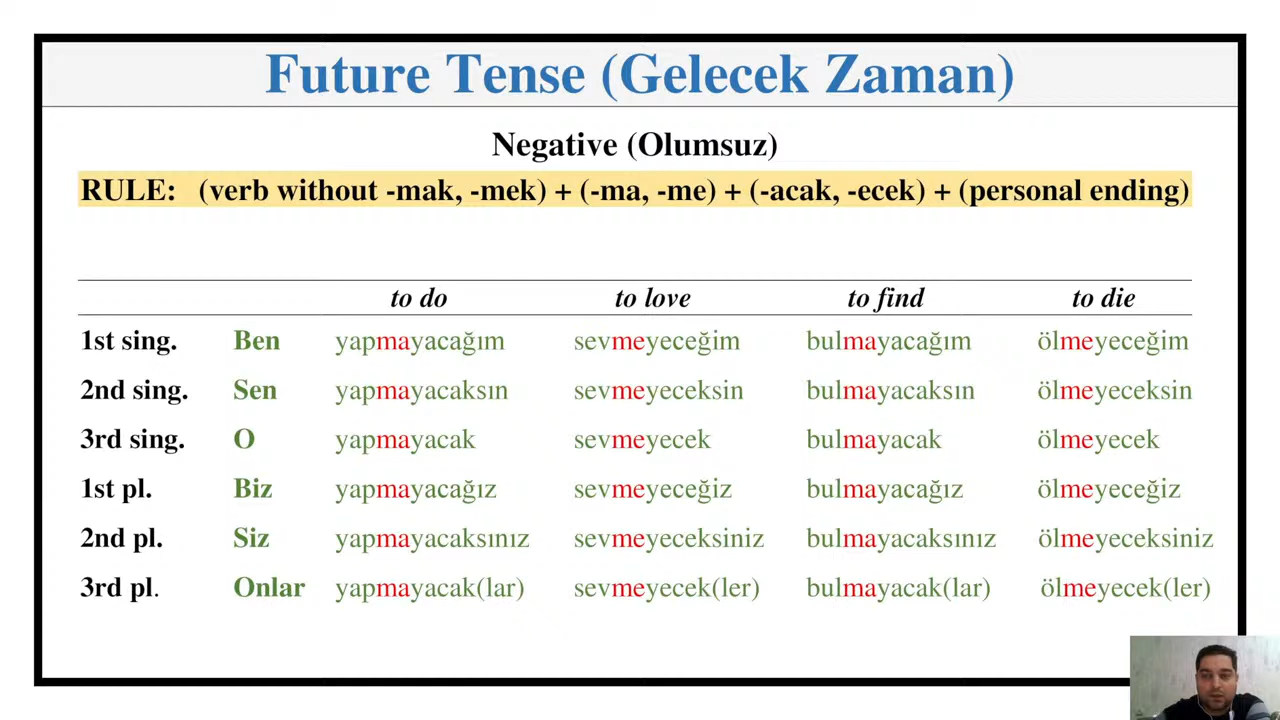 Future Tense (Gelecek Zaman)
Negative (Olumsuz)
RULE: (verb without -mak, -mek) + (-ma, -me) + (-acak, -ecek) + (personal ending)
to do to love to find to die
1st sing. Ben yapmayacağım sevmeyeceğim bulmayacağım ölmeyeceğim
2nd sing. Sen yapmayacaksın sevmeyeceksin bulmayacaksın ölmeyeceksin
3rd sing. O yapmayacak sevmeyecek bulmayacak ölmeyecek
1st pl. Biz yapmayacağız sevmeyeceğiz bulmayacağız ölmeyeceğiz
2nd pl. Siz yapmayacaksınız sevmeyeceksiniz bulmayacaksınız ölmeyeceksiniz
3rd pl. Onlar yapmayacak(lar) sevmeyecek(ler) bulmayacak(lar) ölmeyecek(ler)